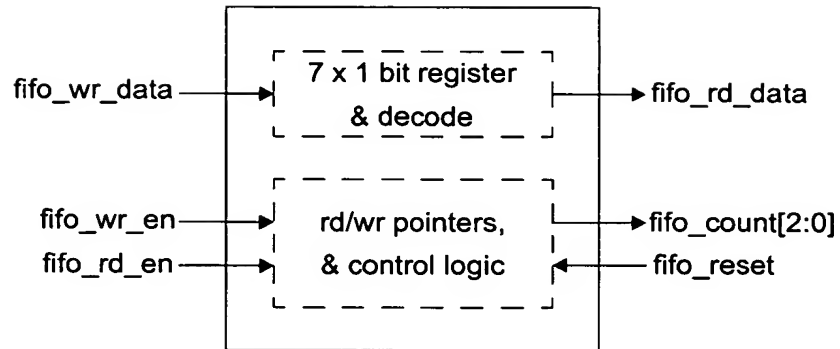 7 x 1 bit register
& decode
fifo_wr_data
fifo_rd_data
fifo_wr_en
fifo_rd_en
rd/wr pointers,
& control logic
fifo_count[2:0]
fifo_reset